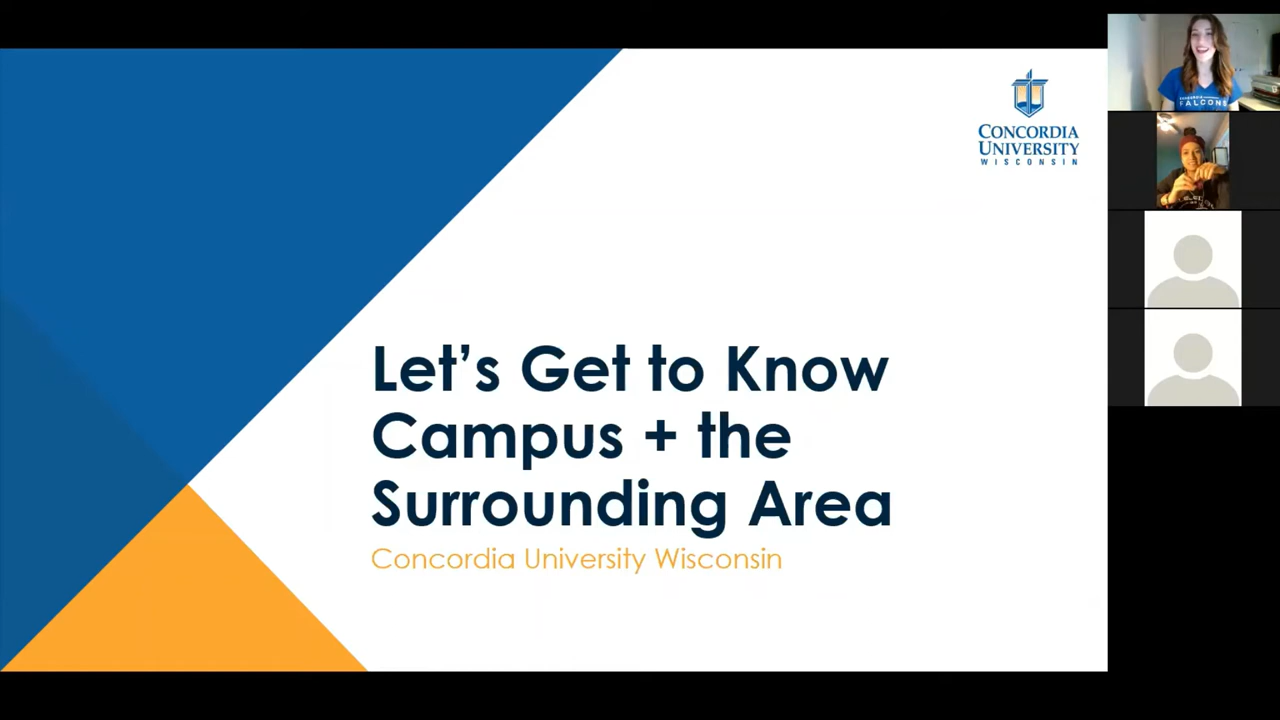 CONCORDIA
UNIVERSITY
WISCONSIN
Let's Get to Know
Campus + the
Surrounding Area
Concordia University Wisconsin
FALCONS